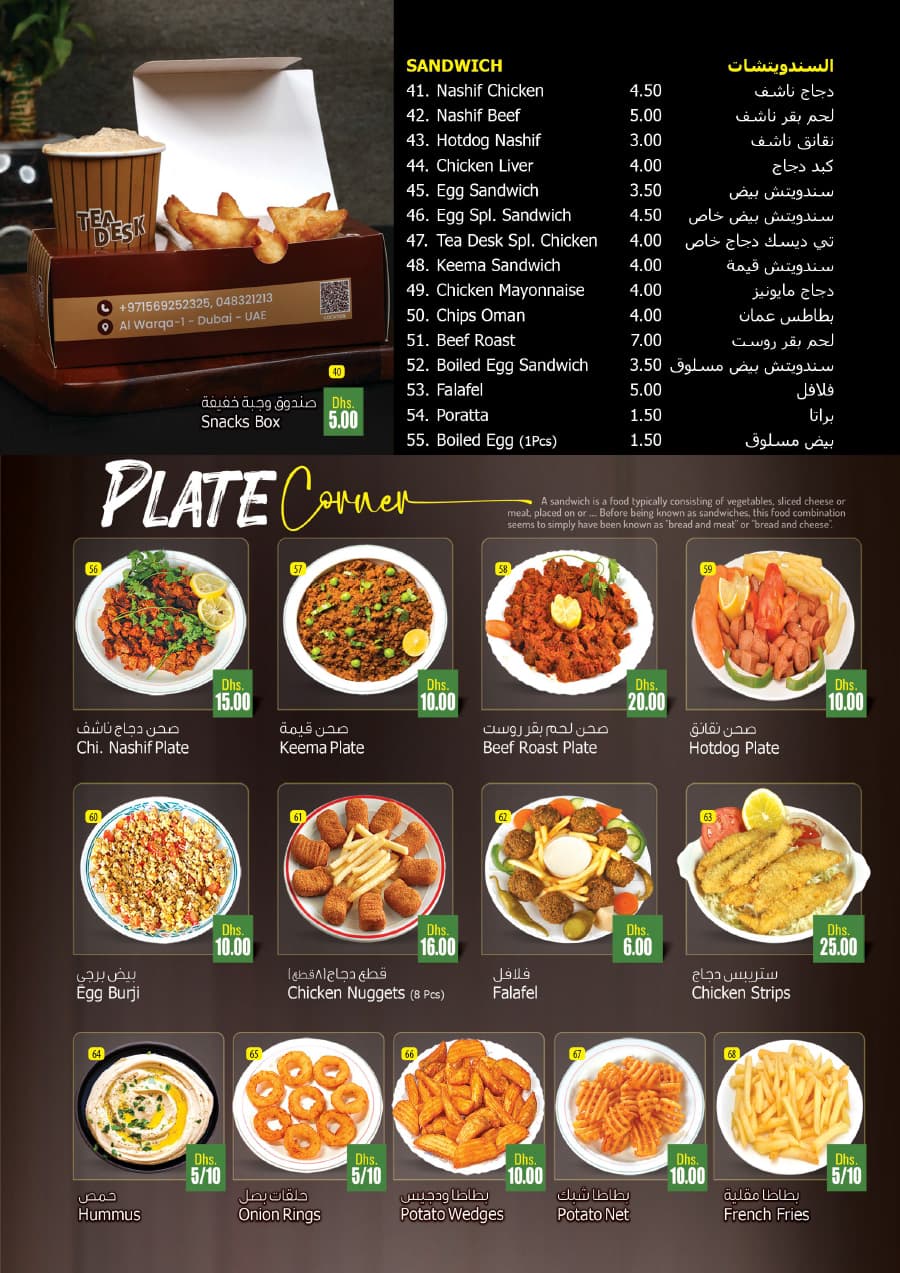 TEA
DESK
+971569252325, 048321213
Al Warqa-1 - Dubai - UAE
LOCATION
40
صندوق وجبة خفيفة
Snacks Box
Dhs.
5.00
SANDWICH السندويتشات
41. Nashif Chicken 4.50 دجاج ناشف
42. Nashif Beef 5.00 لحم بقر ناشف
43. Hotdog Nashif 3.00 نقانق ناشف
44. Chicken Liver 4.00 كبد دجاج
45. Egg Sandwich 3.50 سندويتش بيض
46. Egg Spl. Sandwich 4.50 سندويتش بيض خاص
47. Tea Desk Spl. Chicken 4.00 تي ديسك دجاج خاص
48. Keema Sandwich 4.00 سندويتش قيمة
49. Chicken Mayonnaise 4.00 دجاج مايونيز
50. Chips Oman 4.00 بطاطس عمان
51. Beef Roast 7.00 لحم بقر روست
52. Boiled Egg Sandwich 3.50 سندويتش بيض مسلوق
53. Falafel 5.00 فلافل
54. Poratta 1.50 براتا
55. Boiled Egg (1Pcs) 1.50 بيض مسلوق
PLATE Corner
A sandwich is a food typically consisting of vegetables, sliced cheese or
meat, placed on or .... Before being known as sandwiches, this food combination
seems to simply have been known as "bread and meat" or "bread and cheese".
56
Dhs.
15.00
صحن دجاج ناشف
Chi. Nashif Plate
57
Dhs.
10.00
صحن قيمة
Keema Plate
58
Dhs.
20.00
صحن لحم بقر روست
Beef Roast Plate
59
Dhs.
10.00
صحن نقانق
Hotdog Plate
60
Dhs.
10.00
بيض برجي
Egg Burji
61
Dhs.
16.00
قطع دجاج(٨قطع)
Chicken Nuggets (8 Pcs)
62
Dhs.
6.00
فلافل
Falafel
63
Dhs.
25.00
ستريبس دجاج
Chicken Strips
64
Dhs.
5/10
حمص
Hummus
65
Dhs.
5/10
حلقات بصل
Onion Rings
66
Dhs.
10.00
بطاطا ودجيس
Potato Wedges
67
Dhs.
10.00
بطاطا شبك
Potato Net
68
Dhs.
5/10
بطاطا مقلية
French Fries